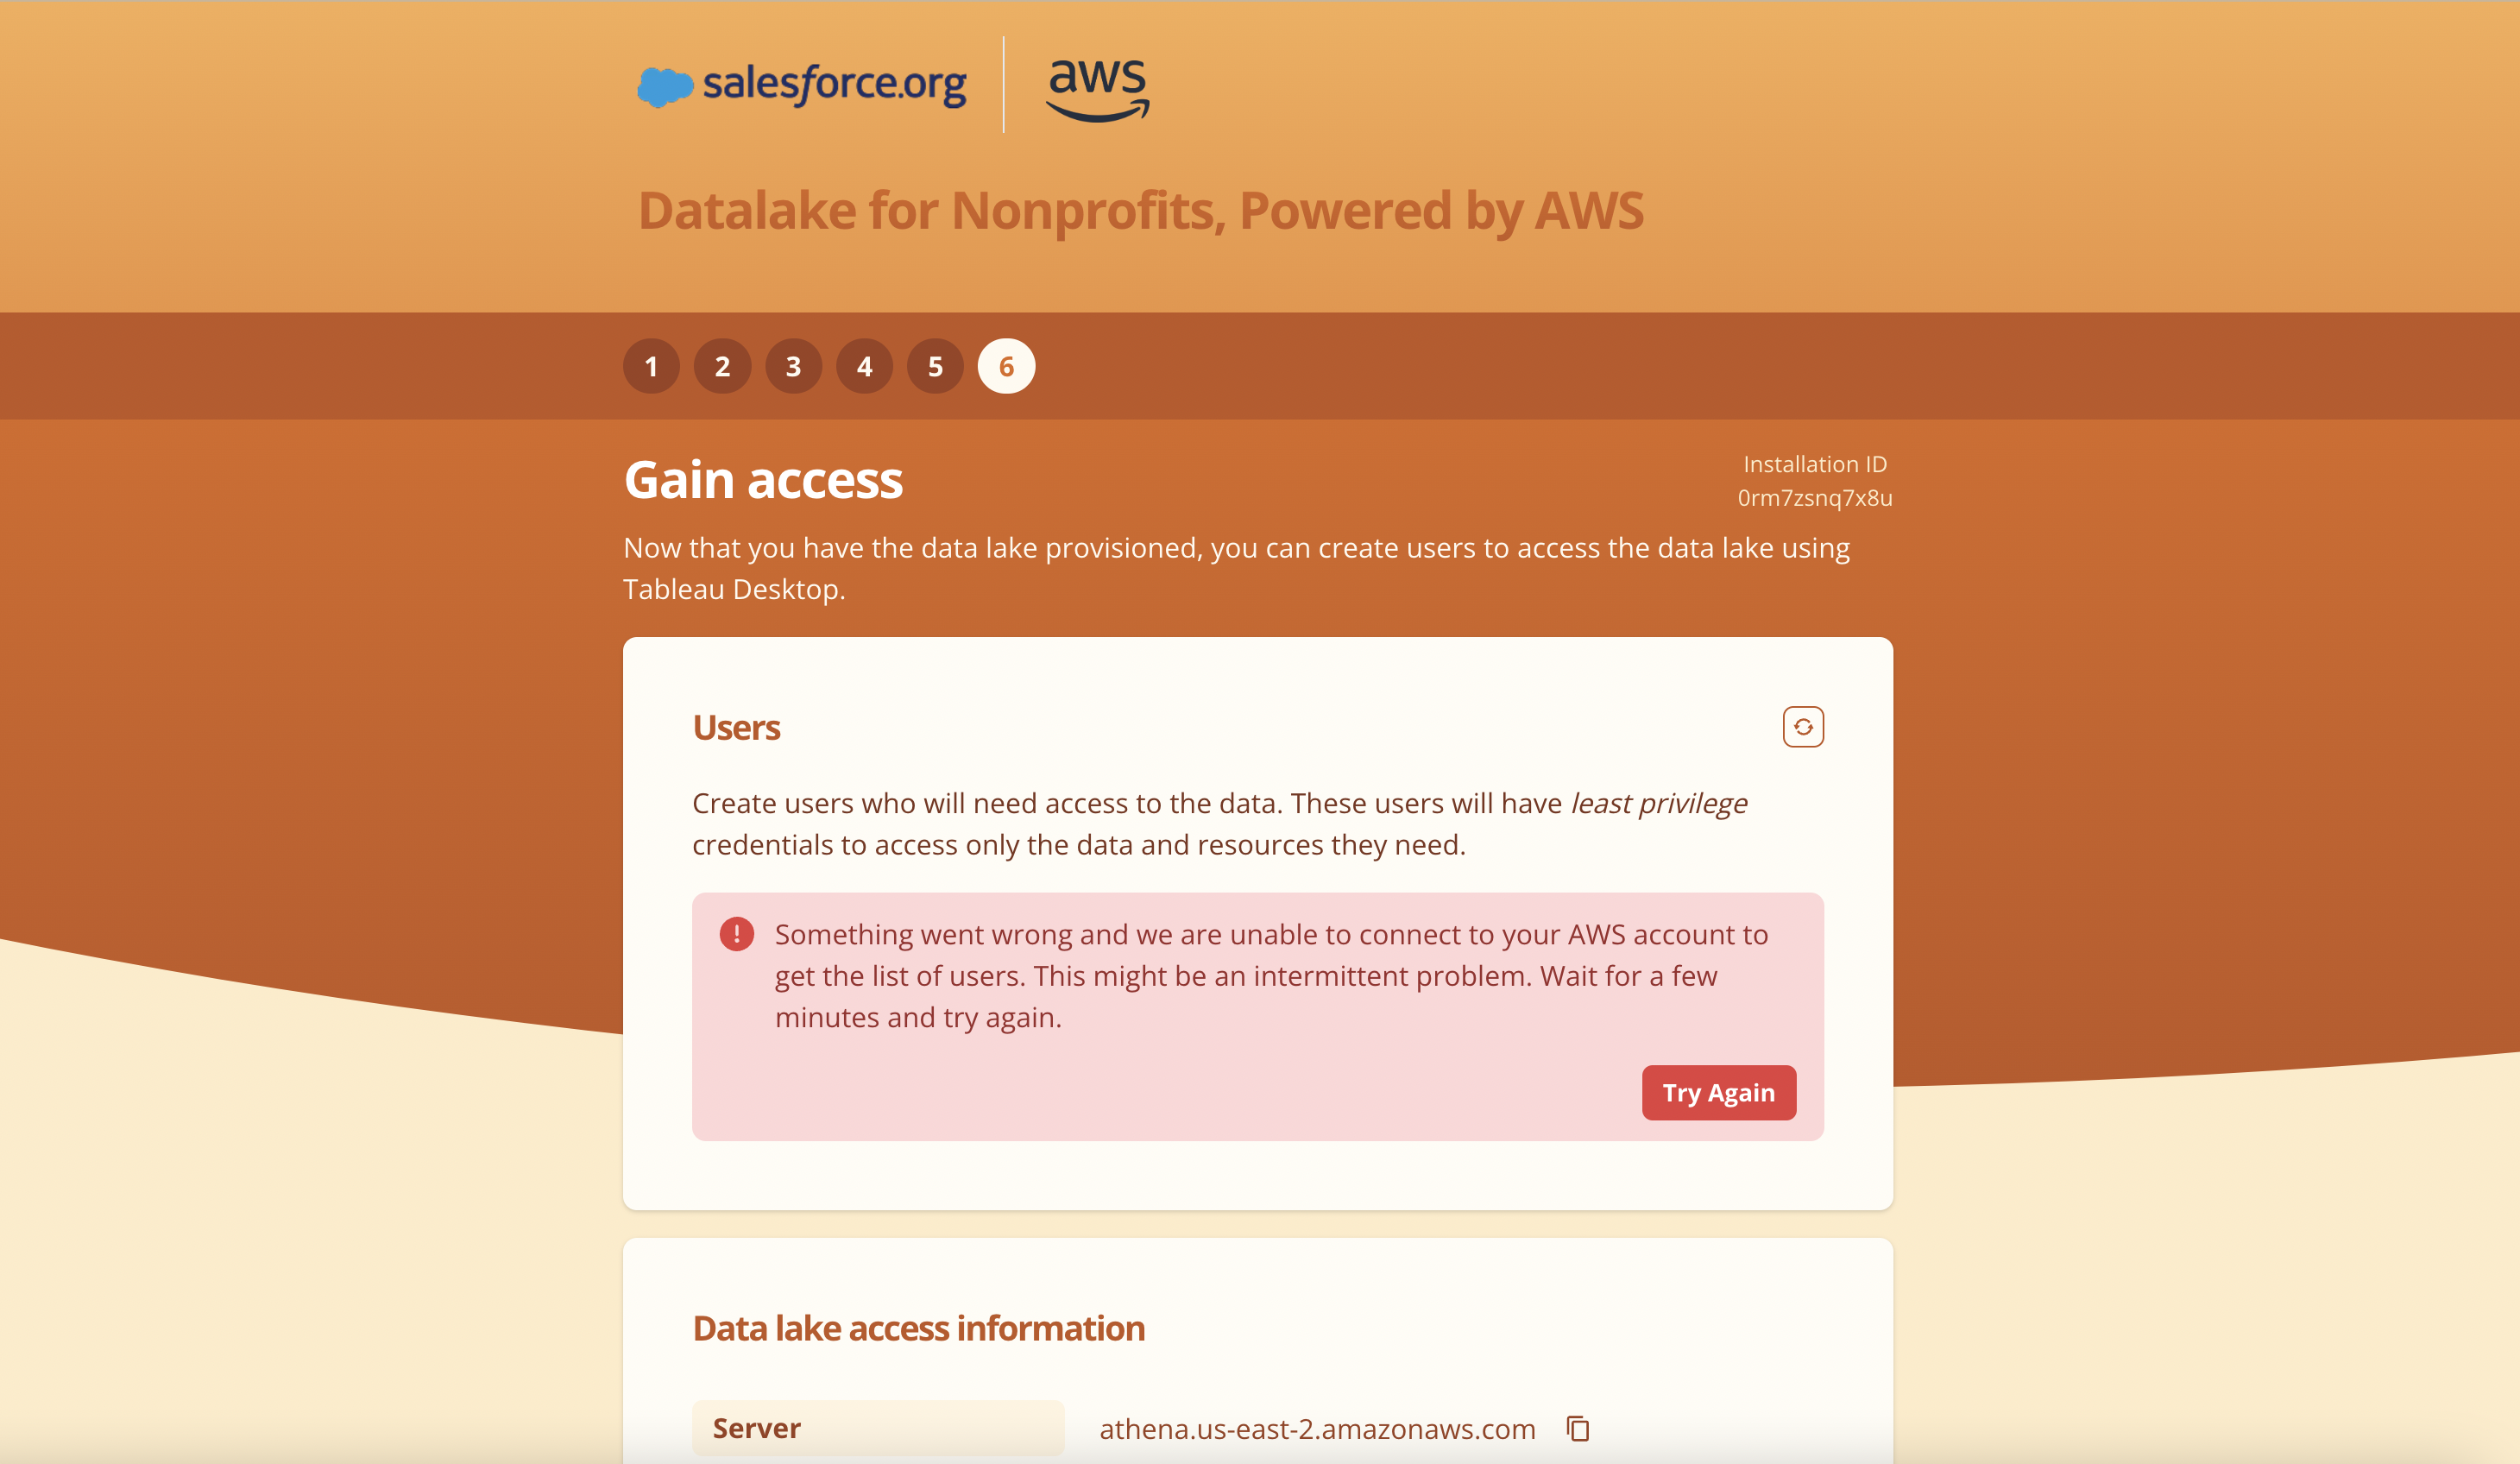 salesforce.org
aws
Datalake for Nonprofits, Powered by AWS
1 2 3 4 5 6
Gain access
Installation ID
0rm7zsnq7x8u
Now that you have the data lake provisioned, you can create users to access the data lake using
Tableau Desktop.
Users
Create users who will need access to the data. These users will have least privilege
credentials to access only the data and resources they need.
Something went wrong and we are unable to connect to your AWS account to
get the list of users. This might be an intermittent problem. Wait for a few
minutes and try again.
Try Again
Data lake access information
Server
athena.us-east-2.amazonaws.com